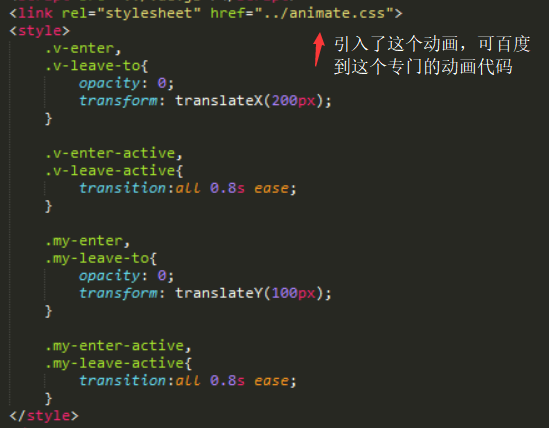 <link rel="stylesheet" href="../animate.css">
<style>
.v-enter,
.v-leave-to{
opacity: 0;
transform: translateX(200px);
}
.v-enter-active,
.v-leave-active{
transition:all 0.8s ease;
}
.my-enter,
.my-leave-to{
opacity: 0;
transform: translateY(100px);
}
.my-enter-active,
.my-leave-active{
transition:all 0.8s ease;
}
</style>
引入了这个动画，可百度
到这个专门的动画代码